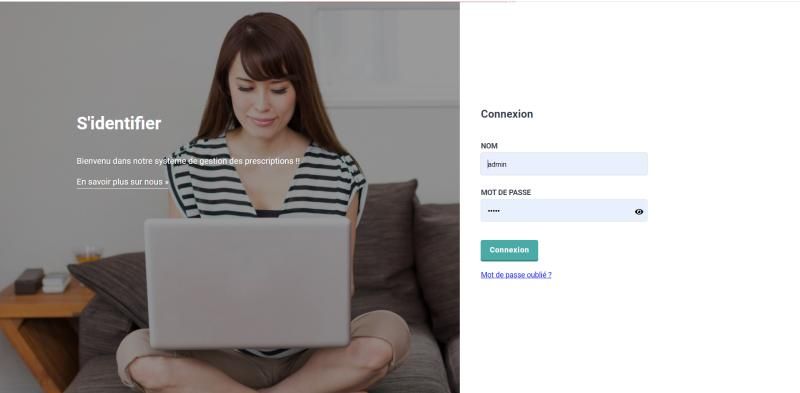 S'identifier
Bienvenu dans notre système de gestion des prescriptions !!
En savoir plus sur nous »
Connexion
NOM
admin
MOT DE PASSE
•••••
Connexion
Mot de passe oublié ?